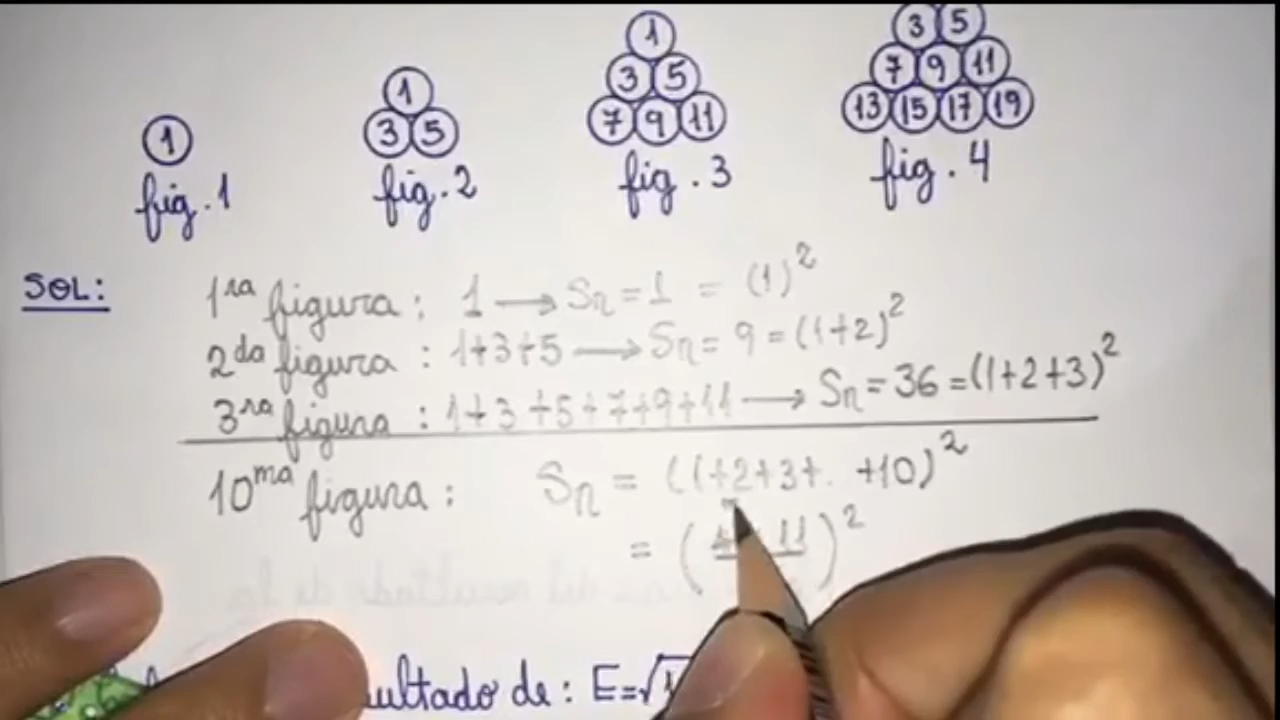 1
3 5
1
3 5
7 9 11
3 5
7 9 11
13 15 17 19
1
fig. 1
fig. 2
fig. 3
fig. 4
SOL:
1ra figura : 1 → Sn = 1 = (1)²
2da figura : 1+3+5 → Sn = 9 = (1+2)²
3ra figura : 1+3+5+7+9+11 → Sn = 36 = (1+2+3)²
10ma figura : Sn = (1+2+3+. +10)²
= ( 11 )²
de : E=√